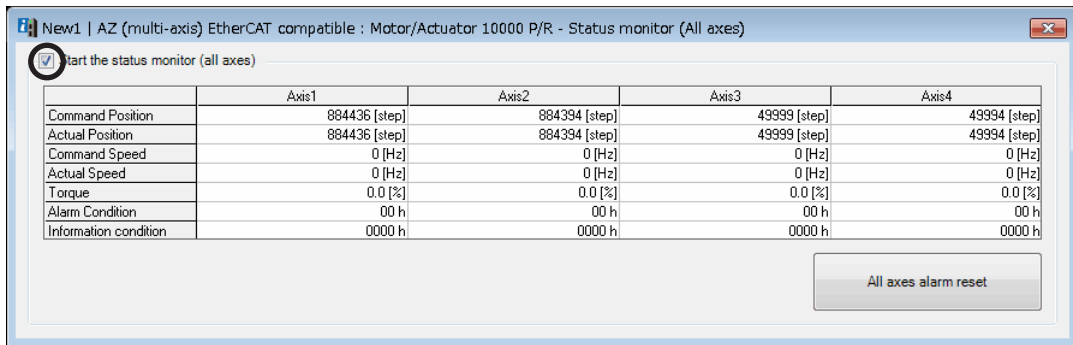 New1 | AZ (multi-axis) EtherCAT compatible : Motor/Actuator 10000 P/R - Status monitor (All axes)
Start the status monitor (all axes)
Axis1 Axis2 Axis3 Axis4
Command Position 884436 [step] 884394 [step] 49999 [step] 49994 [step]
Actual Position 884436 [step] 884394 [step] 49999 [step] 49994 [step]
Command Speed 0 [Hz] 0 [Hz] 0 [Hz] 0 [Hz]
Actual Speed 0 [Hz] 0 [Hz] 0 [Hz] 0 [Hz]
Torque 0.0 [%] 0.0 [%] 0.0 [%] 0.0 [%]
Alarm Condition 00 h 00 h 00 h 00 h
Information condition 0000 h 0000 h 0000 h 0000 h
All axes alarm reset